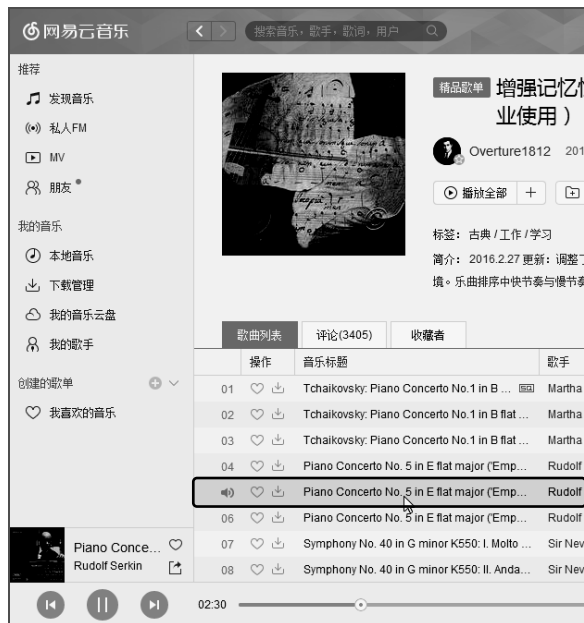 网易云音乐
搜索音乐，歌手，歌词，用户
推荐
发现音乐
私人FM
MV
朋友
我的音乐
本地音乐
下载管理
我的音乐云盘
我的歌手
创建的歌单
我喜欢的音乐
精品歌单 增强记忆
业使用）
Overture1812 201
播放全部
标签：古典 / 工作 / 学习
简介：2016.2.27 更新：调整了
境。乐曲排序中快节奏与慢节奏
歌曲列表 评论(3405) 收藏者
操作 音乐标题 歌手
01 Tchaikovsky: Piano Concerto No.1 in B ... SQ Martha
02 Tchaikovsky: Piano Concerto No.1 in B flat ... Martha
03 Tchaikovsky: Piano Concerto No.1 in B flat ... Martha
04 Piano Concerto No. 5 in E flat major ('Emp... Rudolf
Piano Concerto No. 5 in E flat major ('Emp... Rudolf
06 Piano Concerto No. 5 in E flat major ('Emp... Rudolf
07 Symphony No. 40 in G minor K550: I. Molto ... Sir Nev
08 Symphony No. 40 in G minor K550: II. Anda... Sir Nev
Piano Conce...
Rudolf Serkin
02:30